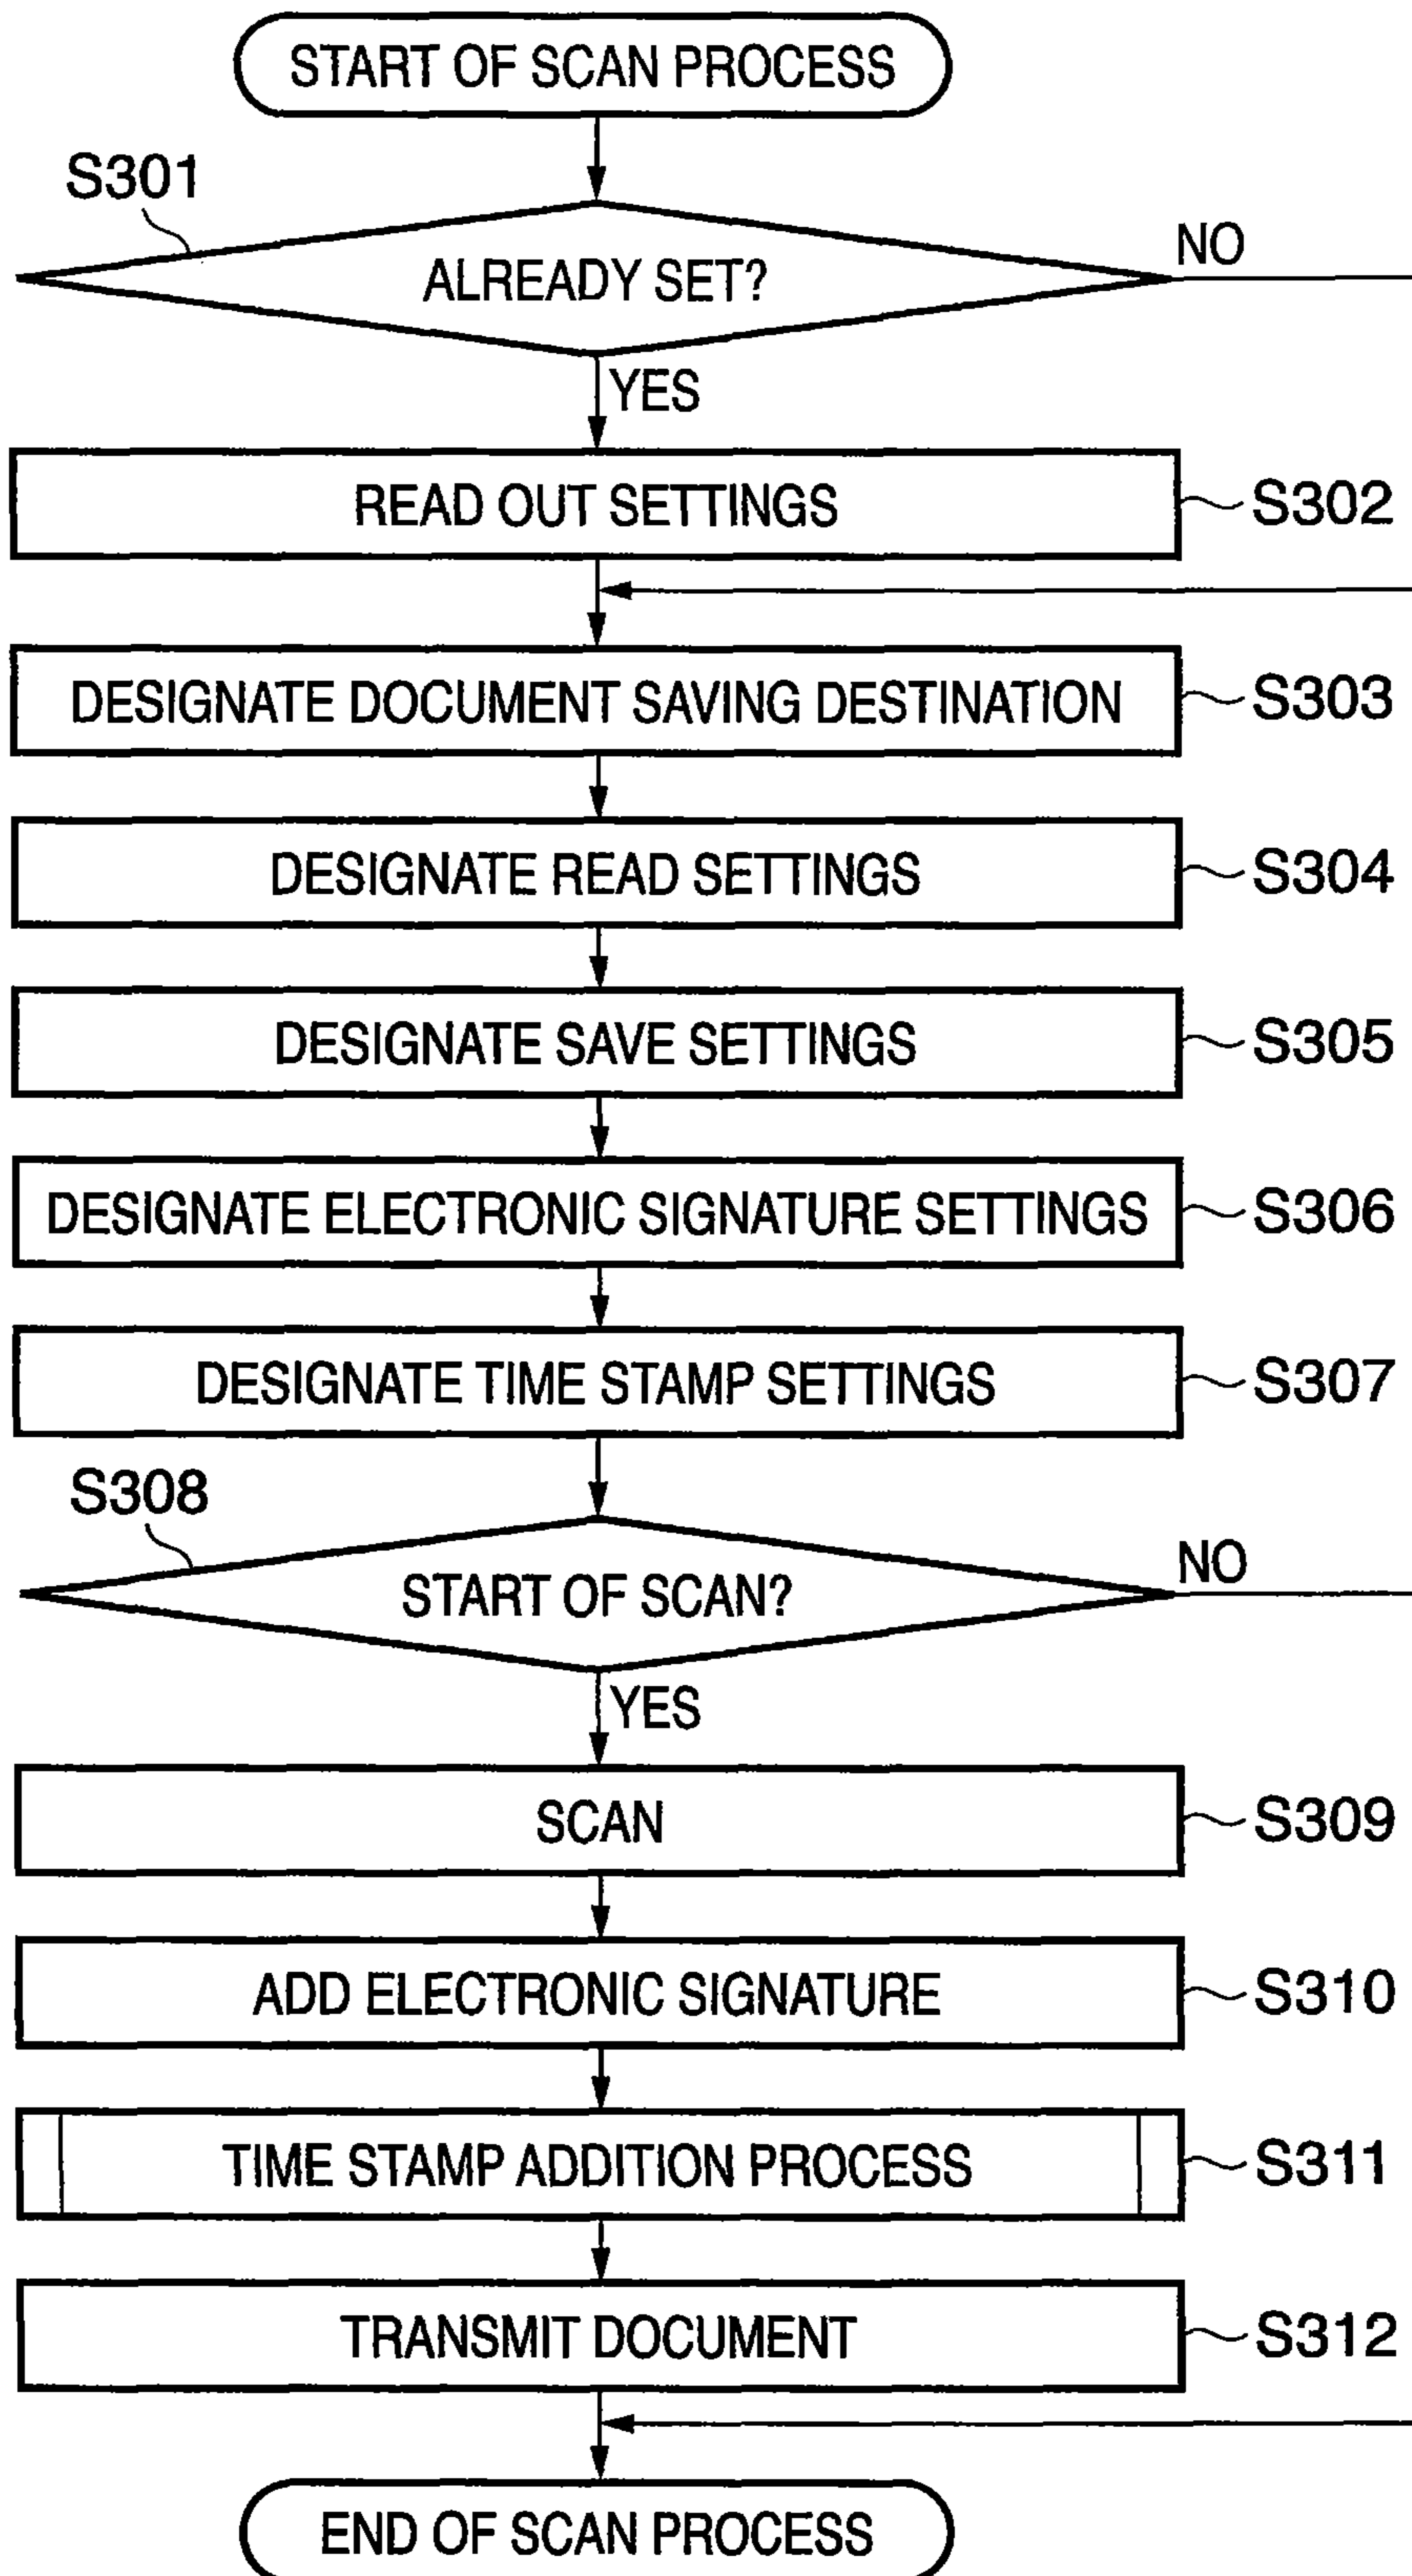 START OF SCAN PROCESS
S301
ALREADY SET?
NO
YES
READ OUT SETTINGS
S302
DESIGNATE DOCUMENT SAVING DESTINATION
S303
DESIGNATE READ SETTINGS
S304
DESIGNATE SAVE SETTINGS
S305
DESIGNATE ELECTRONIC SIGNATURE SETTINGS
S306
DESIGNATE TIME STAMP SETTINGS
S307
S308
START OF SCAN?
NO
YES
SCAN
S309
ADD ELECTRONIC SIGNATURE
S310
TIME STAMP ADDITION PROCESS
S311
TRANSMIT DOCUMENT
S312
END OF SCAN PROCESS